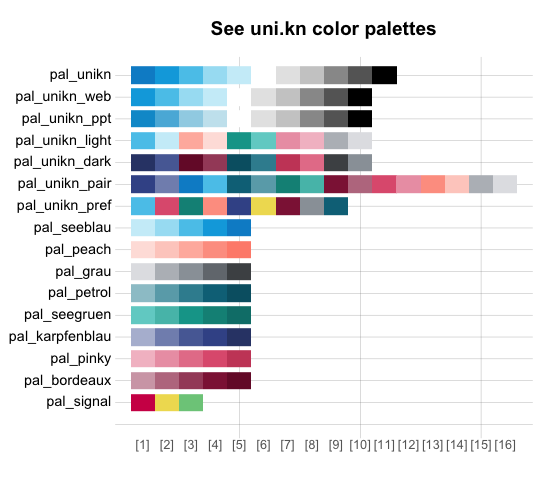 See uni.kn color palettes
pal_unikn
pal_unikn_web
pal_unikn_ppt
pal_unikn_light
pal_unikn_dark
pal_unikn_pair
pal_unikn_pref
pal_seeblau
pal_peach
pal_grau
pal_petrol
pal_seegruen
pal_karpfenblau
pal_pinky
pal_bordeaux
pal_signal
[1] [2] [3] [4] [5] [6] [7] [8] [9] [10] [11] [12] [13] [14] [15] [16]